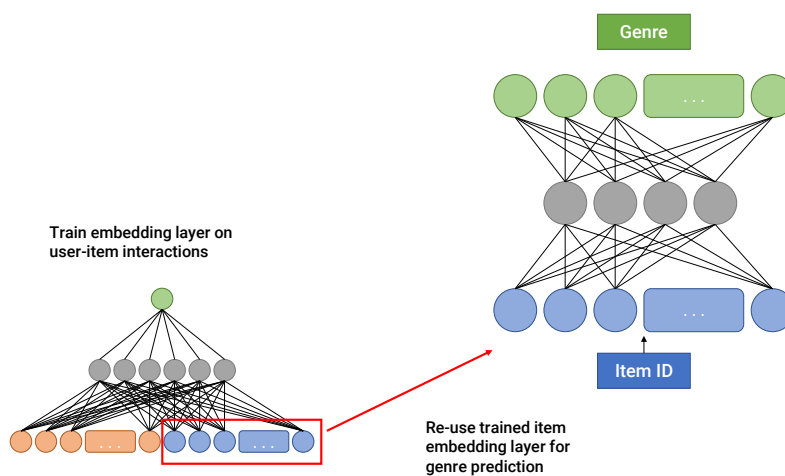 Genre
. . .
Train embedding layer on
user-item interactions
. . .
Item ID
. . .
. . .
Re-use trained item
embedding layer for
genre prediction